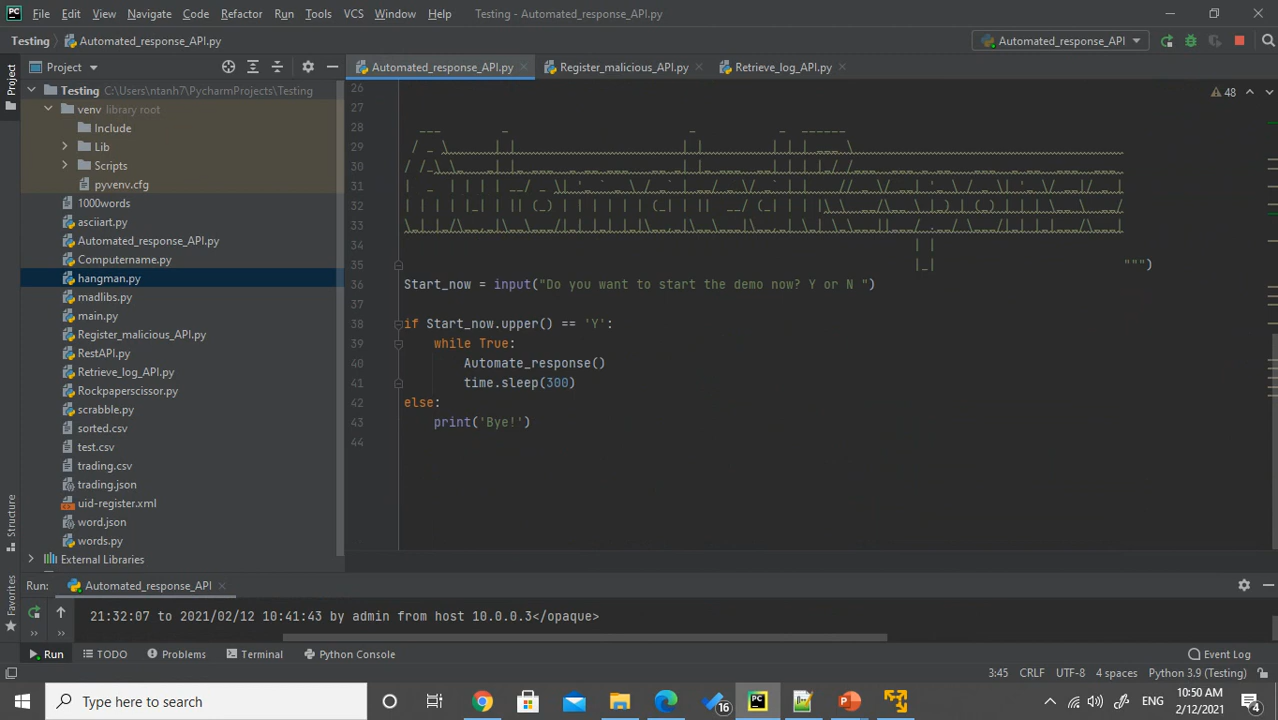 PC File Edit View Navigate Code Refactor Run Tools VCS Window Help Testing - Automated_response_API.py
Testing Automated_response_API.py Automated_response_API
Project Automated_response_API.py Register_malicious_API.py Retrieve_log_API.py
Project
Testing C:\Users\ntanh7\PycharmProjects\Testing
venv library root
Include
Lib
Scripts
pyvenv.cfg
1000words
asciiart.py
Automated_response_API.py
Computername.py
hangman.py
madlibs.py
main.py
Register_malicious_API.py
RestAPI.py
Retrieve_log_API.py
Rockpaperscissor.py
scrabble.py
sorted.csv
test.csv
trading.csv
trading.json
uid-register.xml
word.json
words.py
External Libraries
48
26
27
28
29
30
31
32
33
34
35 """)
36 Start_now = input("Do you want to start the demo now? Y or N ")
37
38 if Start_now.upper() == 'Y':
39 while True:
40 Automate_response()
41 time.sleep(300)
42 else:
43 print('Bye!')
44
Structure
Favorites
Run: Automated_response_API
21:32:07 to 2021/02/12 10:41:43 by admin from host 10.0.0.3</opaque>
Run TODO Problems Terminal Python Console Event Log
3:45 CRLF UTF-8 4 spaces Python 3.9 (Testing)
Type here to search 16 PC ENG 10:50 AM 2/12/2021 4